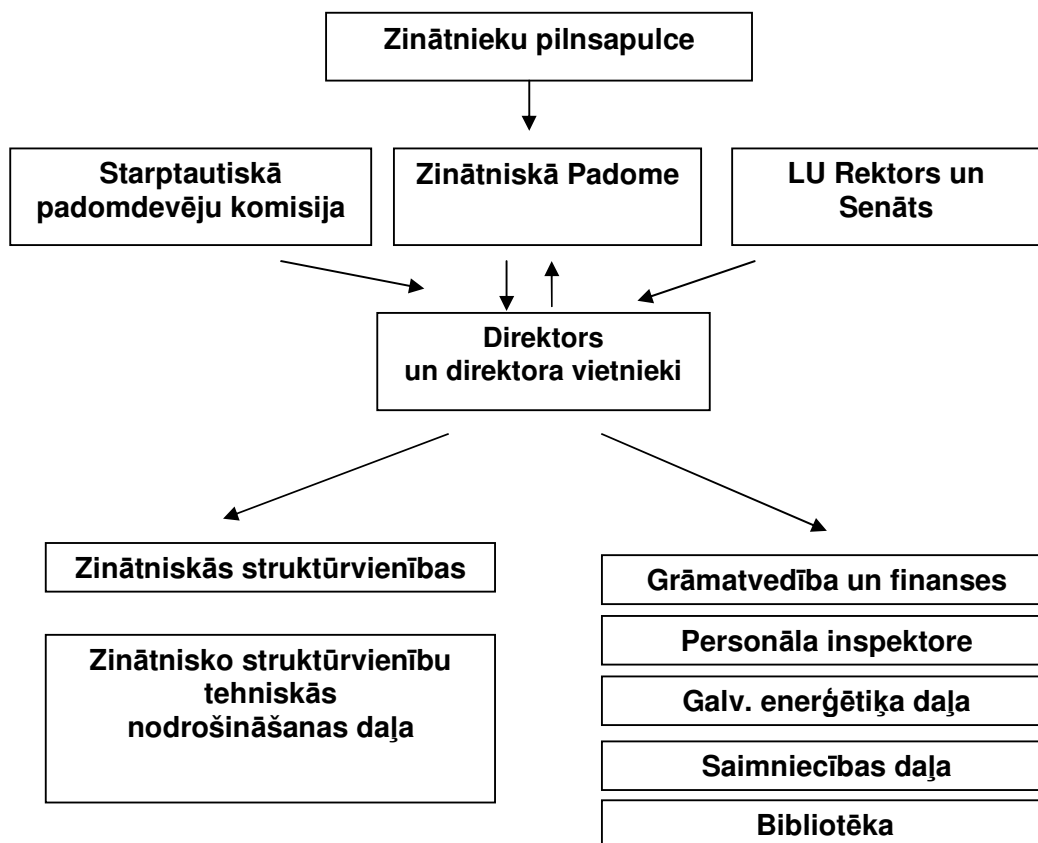 Zinātnieku pilnsapulce
Starptautiskā
padomdevēju komisija
Zinātniskā Padome
LU Rektors un
Senāts
Direktors
un direktora vietnieki
Zinātniskās struktūrvienības
Zinātnisko struktūrvienību
tehniskās
nodrošināšanas daļa
Grāmatvedība un finanses
Personāla inspektore
Galv. enerģētiķa daļa
Saimniecības daļa
Bibliotēka